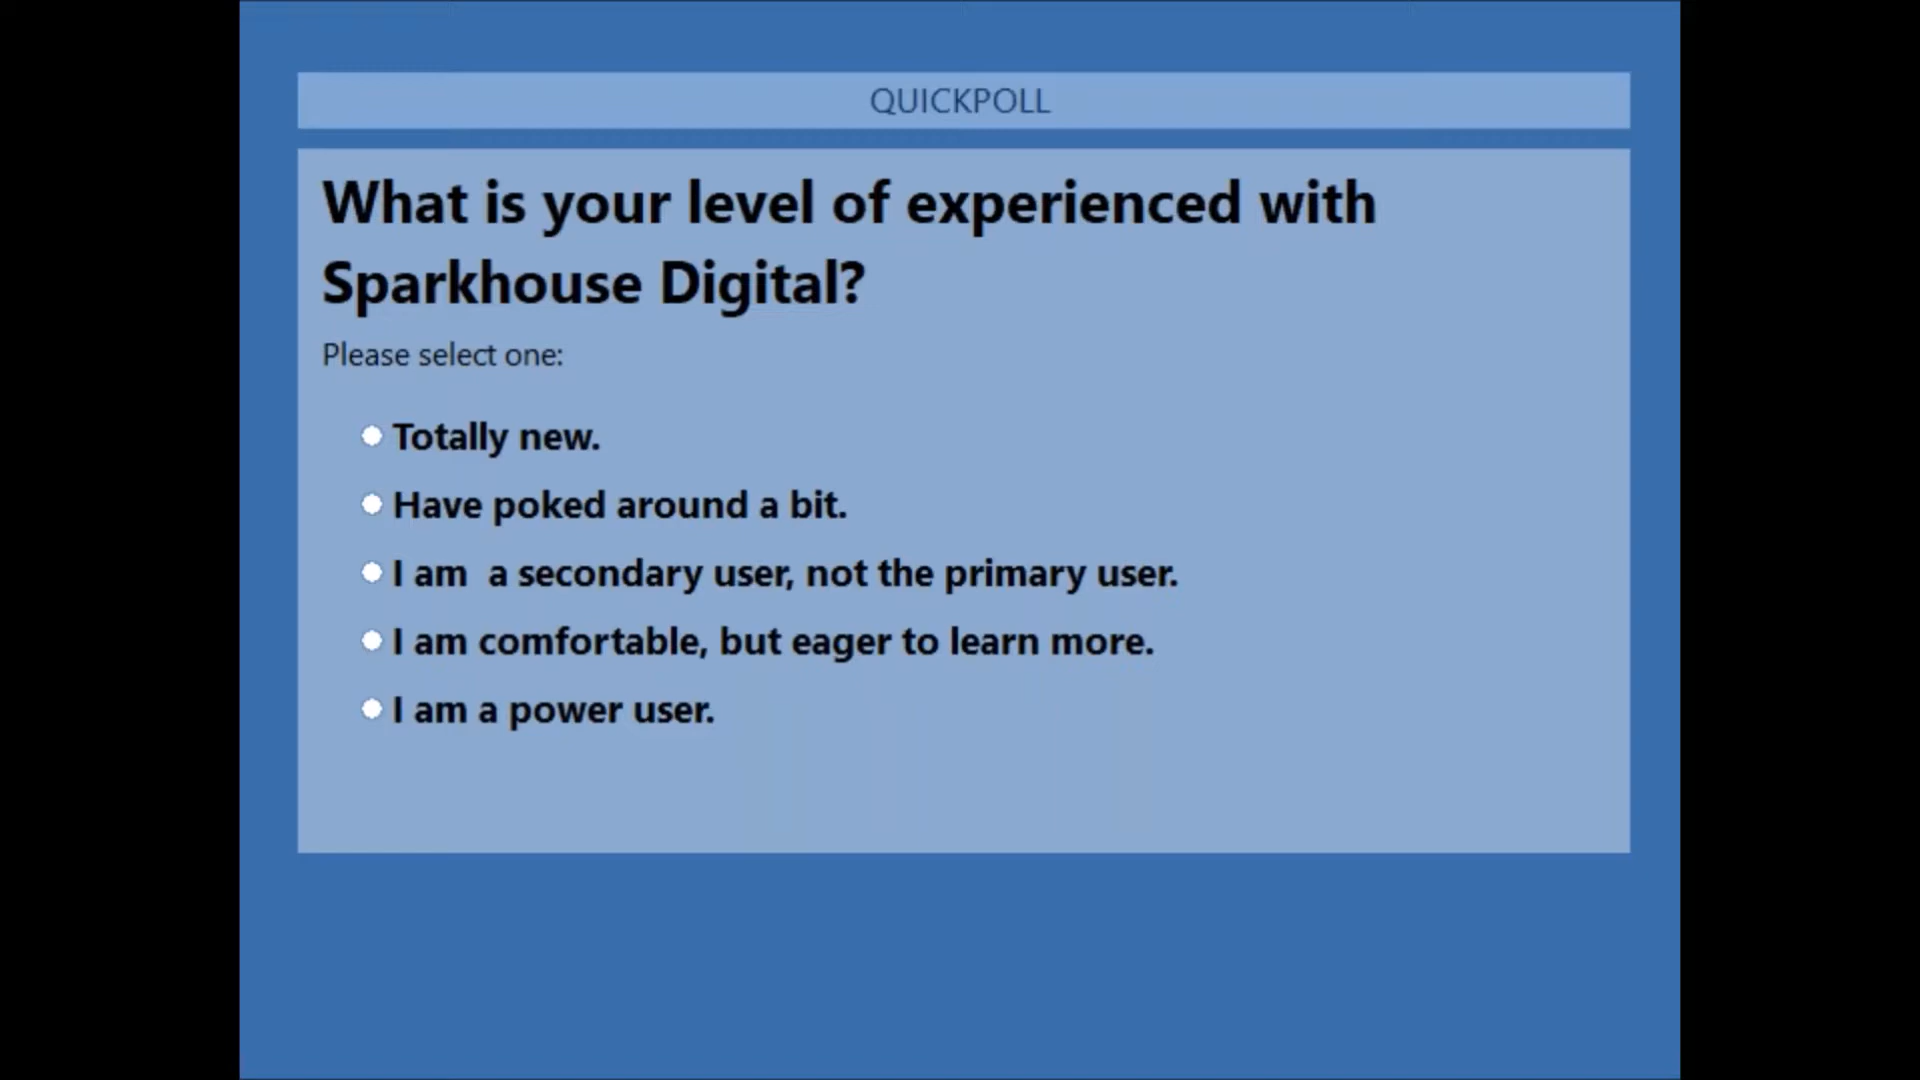 QUICKPOLL
What is your level of experienced with
Sparkhouse Digital?
Please select one:
Totally new.
Have poked around a bit.
I am  a secondary user, not the primary user.
I am comfortable, but eager to learn more.
I am a power user.